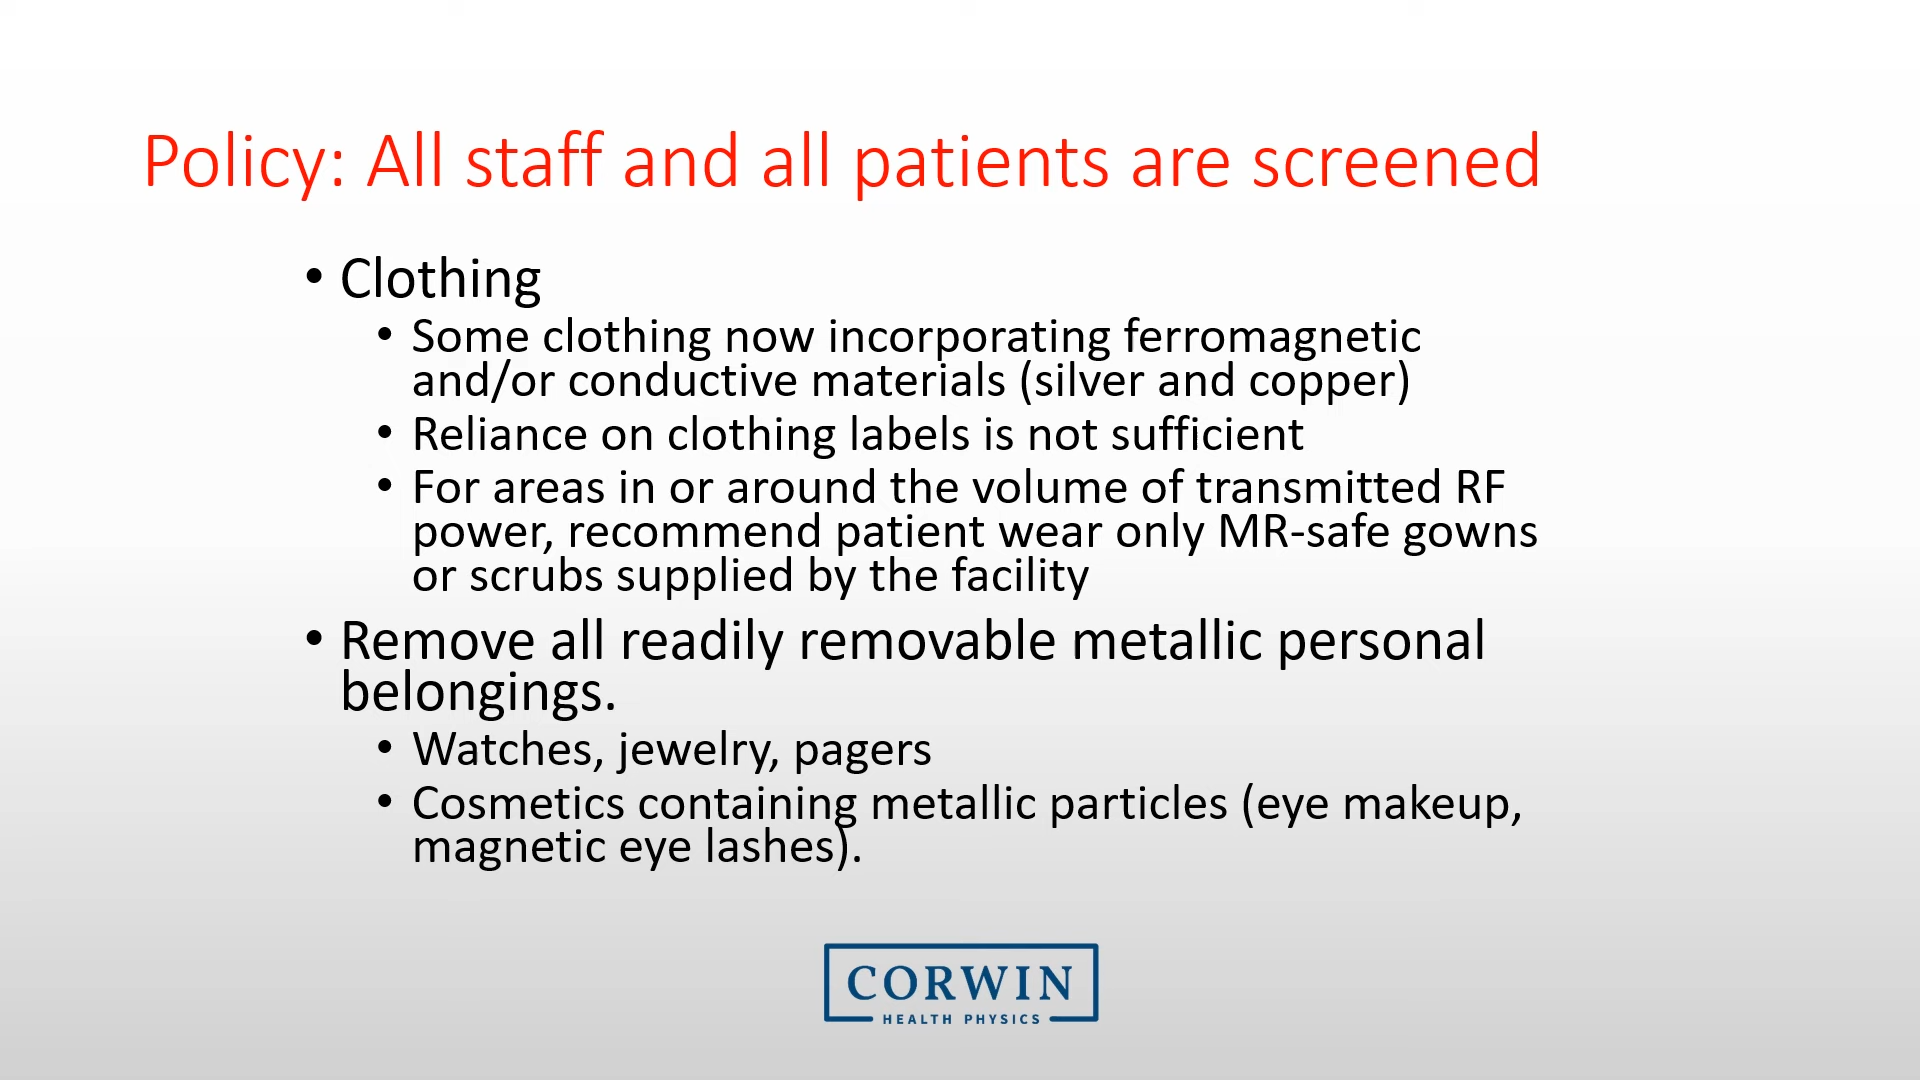 Policy: All staff and all patients are screened
• Clothing
• Some clothing now incorporating ferromagnetic
and/or conductive materials (silver and copper)
• Reliance on clothing labels is not sufficient
• For areas in or around the volume of transmitted RF
power, recommend patient wear only MR-safe gowns
or scrubs supplied by the facility
• Remove all readily removable metallic personal
belongings.
• Watches, jewelry, pagers
• Cosmetics containing metallic particles (eye makeup,
magnetic eye lashes).
CORWIN
HEALTH PHYSICS